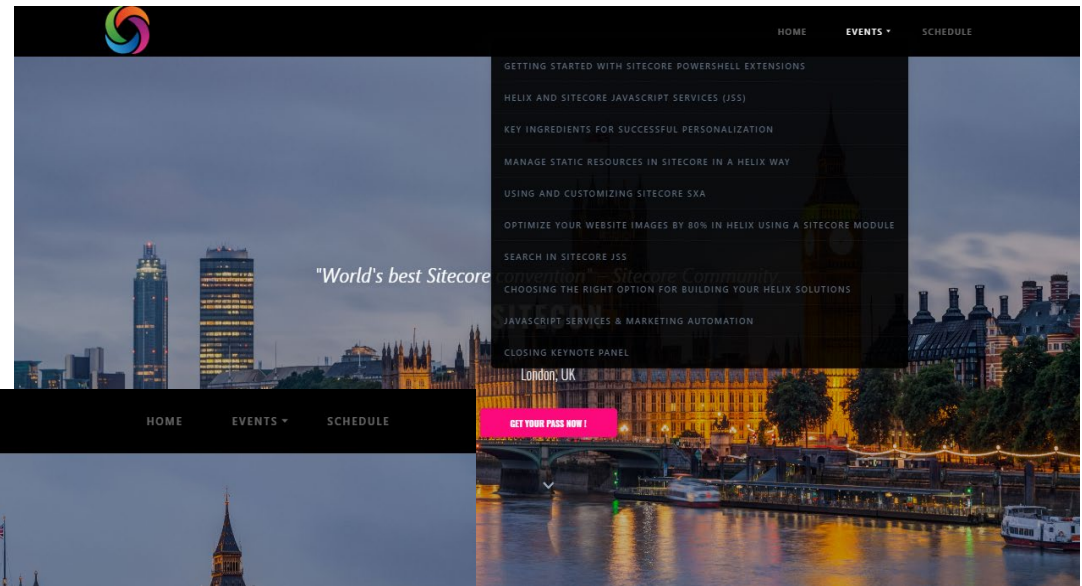 HOME EVENTS SCHEDULE
GETTING STARTED WITH SITECORE POWERSHELL EXTENSIONS
HELIX AND SITECORE JAVASCRIPT SERVICES (JSS)
KEY INGREDIENTS FOR SUCCESSFUL PERSONALIZATION
MANAGE STATIC RESOURCES IN SITECORE IN A HELIX WAY
USING AND CUSTOMIZING SITECORE SXA
OPTIMIZE YOUR WEBSITE IMAGES BY 80% IN HELIX USING A SITECORE MODULE
SEARCH IN SITECORE JSS
"World's best Sitecore convention" - Sitecore Community
CHOOSING THE RIGHT OPTION FOR BUILDING YOUR HELIX SOLUTIONS
SITECON
JAVASCRIPT SERVICES & MARKETING AUTOMATION
CLOSING KEYNOTE PANEL
London, UK
GET YOUR PASS NOW !
HOME EVENTS SCHEDULE